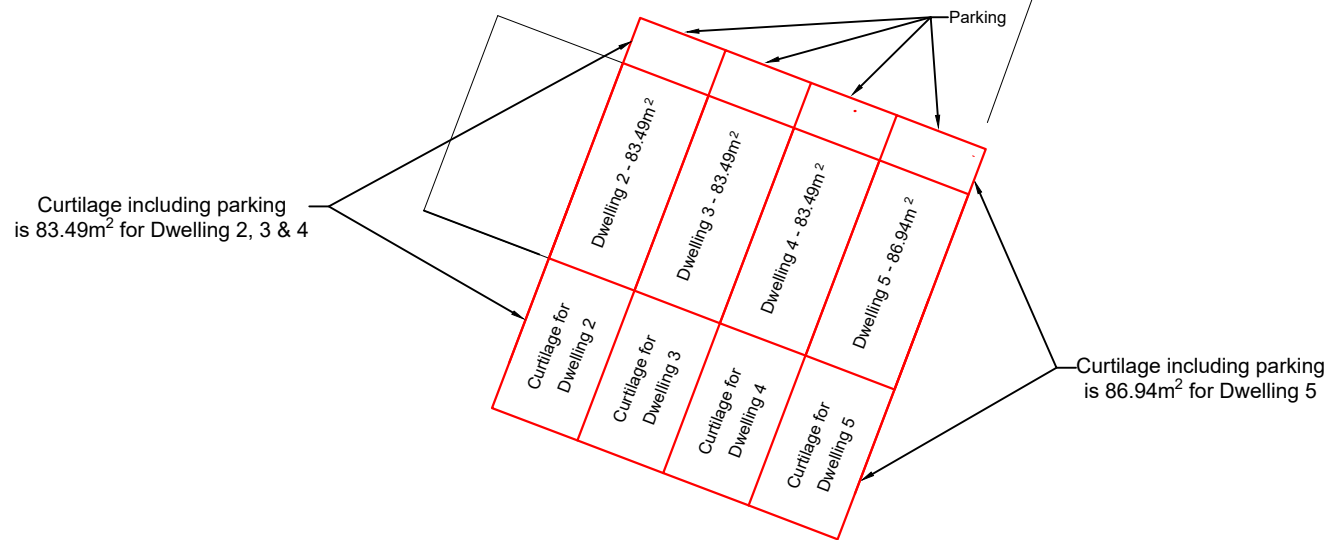 Parking
Curtilage including parking
is 83.49m² for Dwelling 2, 3 & 4
Dwelling 2 - 83.49m²
Dwelling 3 - 83.49m²
Dwelling 4 - 83.49m²
Dwelling 5 - 86.94m²
Curtilage for
Dwelling 2
Curtilage for
Dwelling 3
Curtilage for
Dwelling 4
Curtilage for
Dwelling 5
Curtilage including parking
is 86.94m² for Dwelling 5